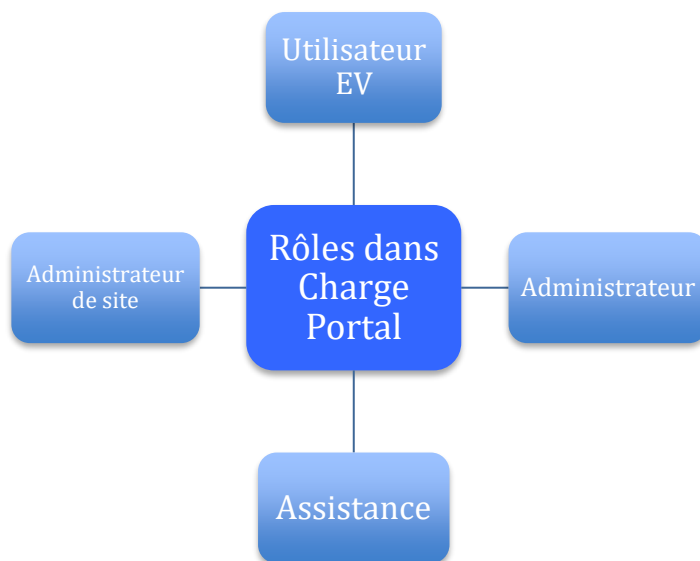 Utilisateur
EV
Administrateur
de site
Rôles dans
Charge
Portal
Administrateur
Assistance